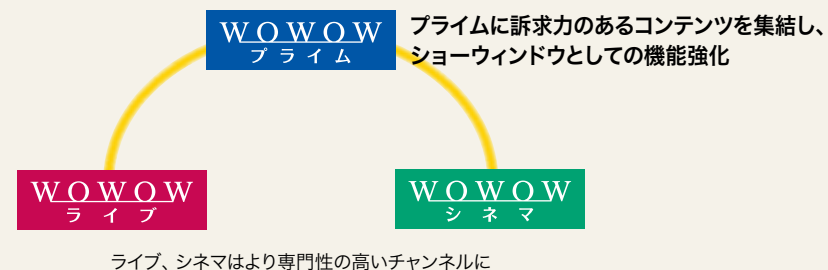 WOWOW
プライム
プライムに訴求力のあるコンテンツを集結し、
ショーウィンドウとしての機能強化
WOWOW
ライブ
WOWOW
シネマ
ライブ、シネマはより専門性の高いチャンネルに